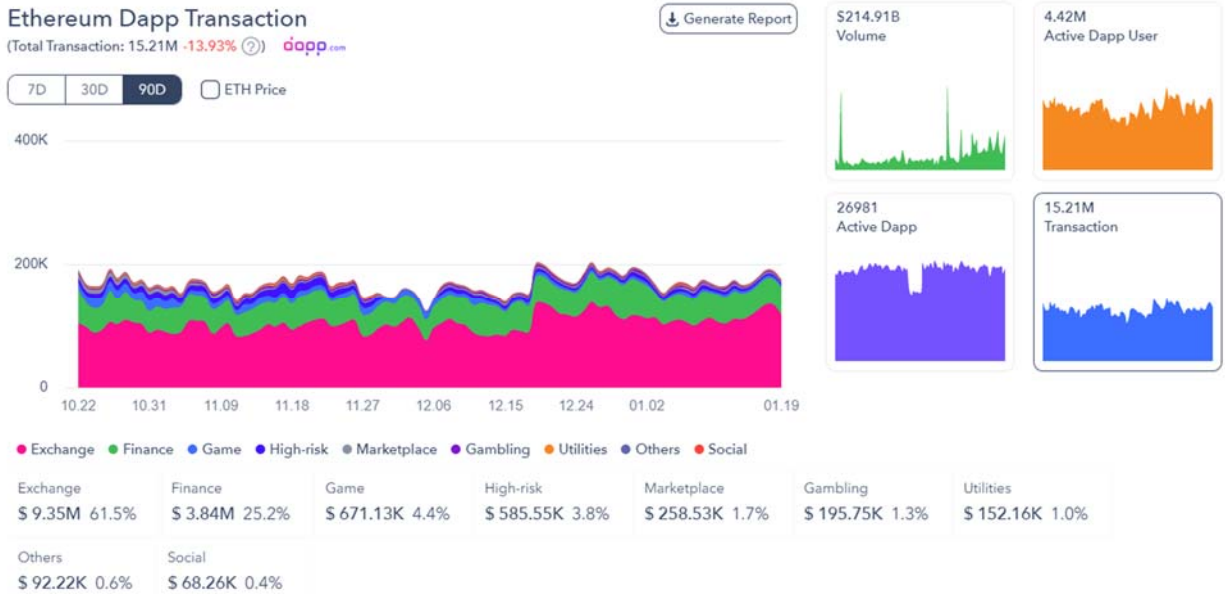 Ethereum Dapp Transaction
Generate Report
(Total Transaction: 15.21M -13.93% ?) dapp.com
7D 30D 90D ETH Price
400K
200K
0
10.22 10.31 11.09 11.18 11.27 12.06 12.15 12.24 01.02 01.19
Exchange Finance Game High-risk Marketplace Gambling Utilities Others Social
Exchange Finance Game High-risk Marketplace Gambling Utilities
$ 9.35M 61.5% $ 3.84M 25.2% $ 671.13K 4.4% $ 585.55K 3.8% $ 258.53K 1.7% $ 195.75K 1.3% $ 152.16K 1.0%
Others Social
$ 92.22K 0.6% $ 68.26K 0.4%
$214.91B
Volume
4.42M
Active Dapp User
26981
Active Dapp
15.21M
Transaction